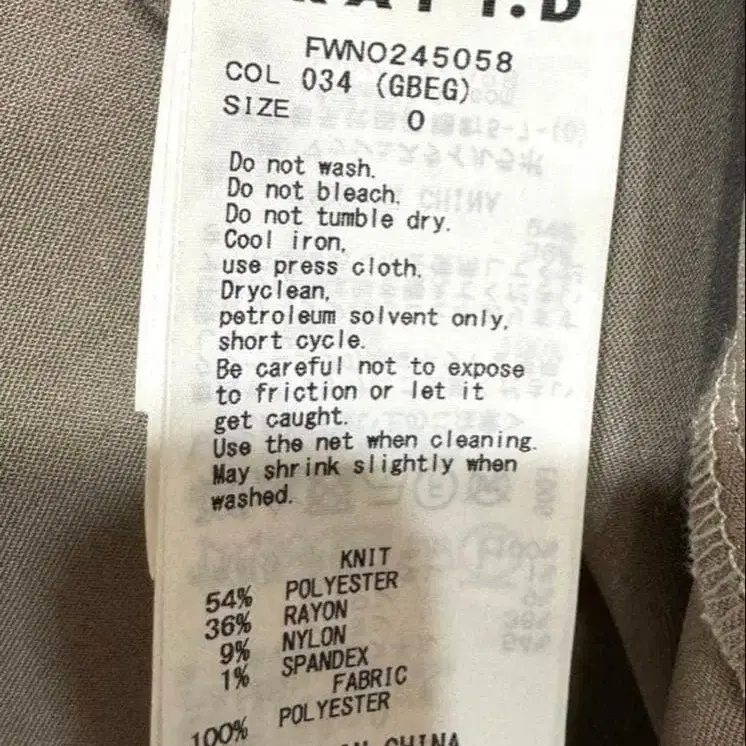 FWNO245058
COL 034 (GBEG)
SIZE 0
Do not wash.
Do not bleach.
Do not tumble dry.
Cool iron,
use press cloth.
Dryclean,
petroleum solvent only,
short cycle.
Be careful not to expose
to friction or let it
get caught.
Use the net when cleaning.
May shrink slightly when
washed.
KNIT
54% POLYESTER
36% RAYON
9% NYLON
1% SPANDEX
FABRIC
100% POLYESTER
CHINA